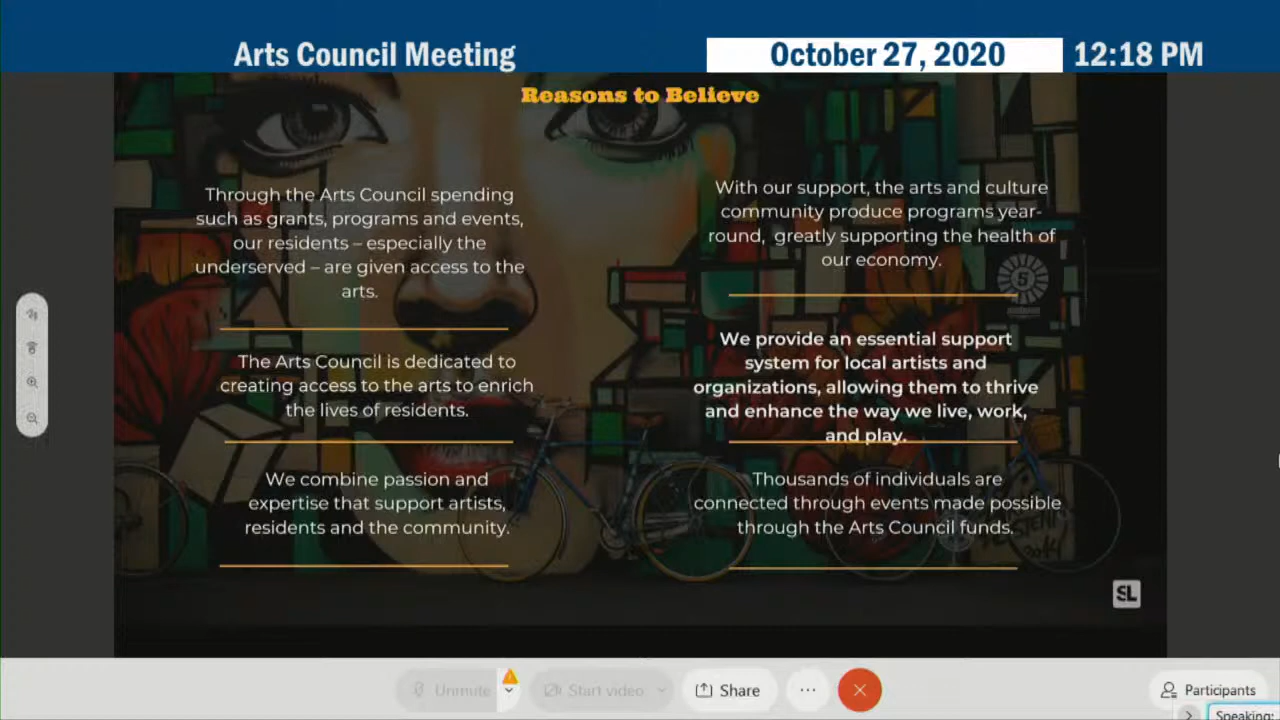 Arts Council Meeting
October 27, 2020
12:18 PM
Reasons to Believe
Through the Arts Council spending
such as grants, programs and events,
our residents – especially the
underserved – are given access to the
arts.
The Arts Council is dedicated to
creating access to the arts to enrich
the lives of residents.
We combine passion and
expertise that support artists,
residents and the community.
With our support, the arts and culture
community produce programs year-
round, greatly supporting the health of
our economy.
5
We provide an essential support
system for local artists and
organizations, allowing them to thrive
and enhance the way we live, work,
and play.
Thousands of individuals are
connected through events made possible
through the Arts Council funds.
SL
Unmute
Start video
Share
Participants
Speaking: